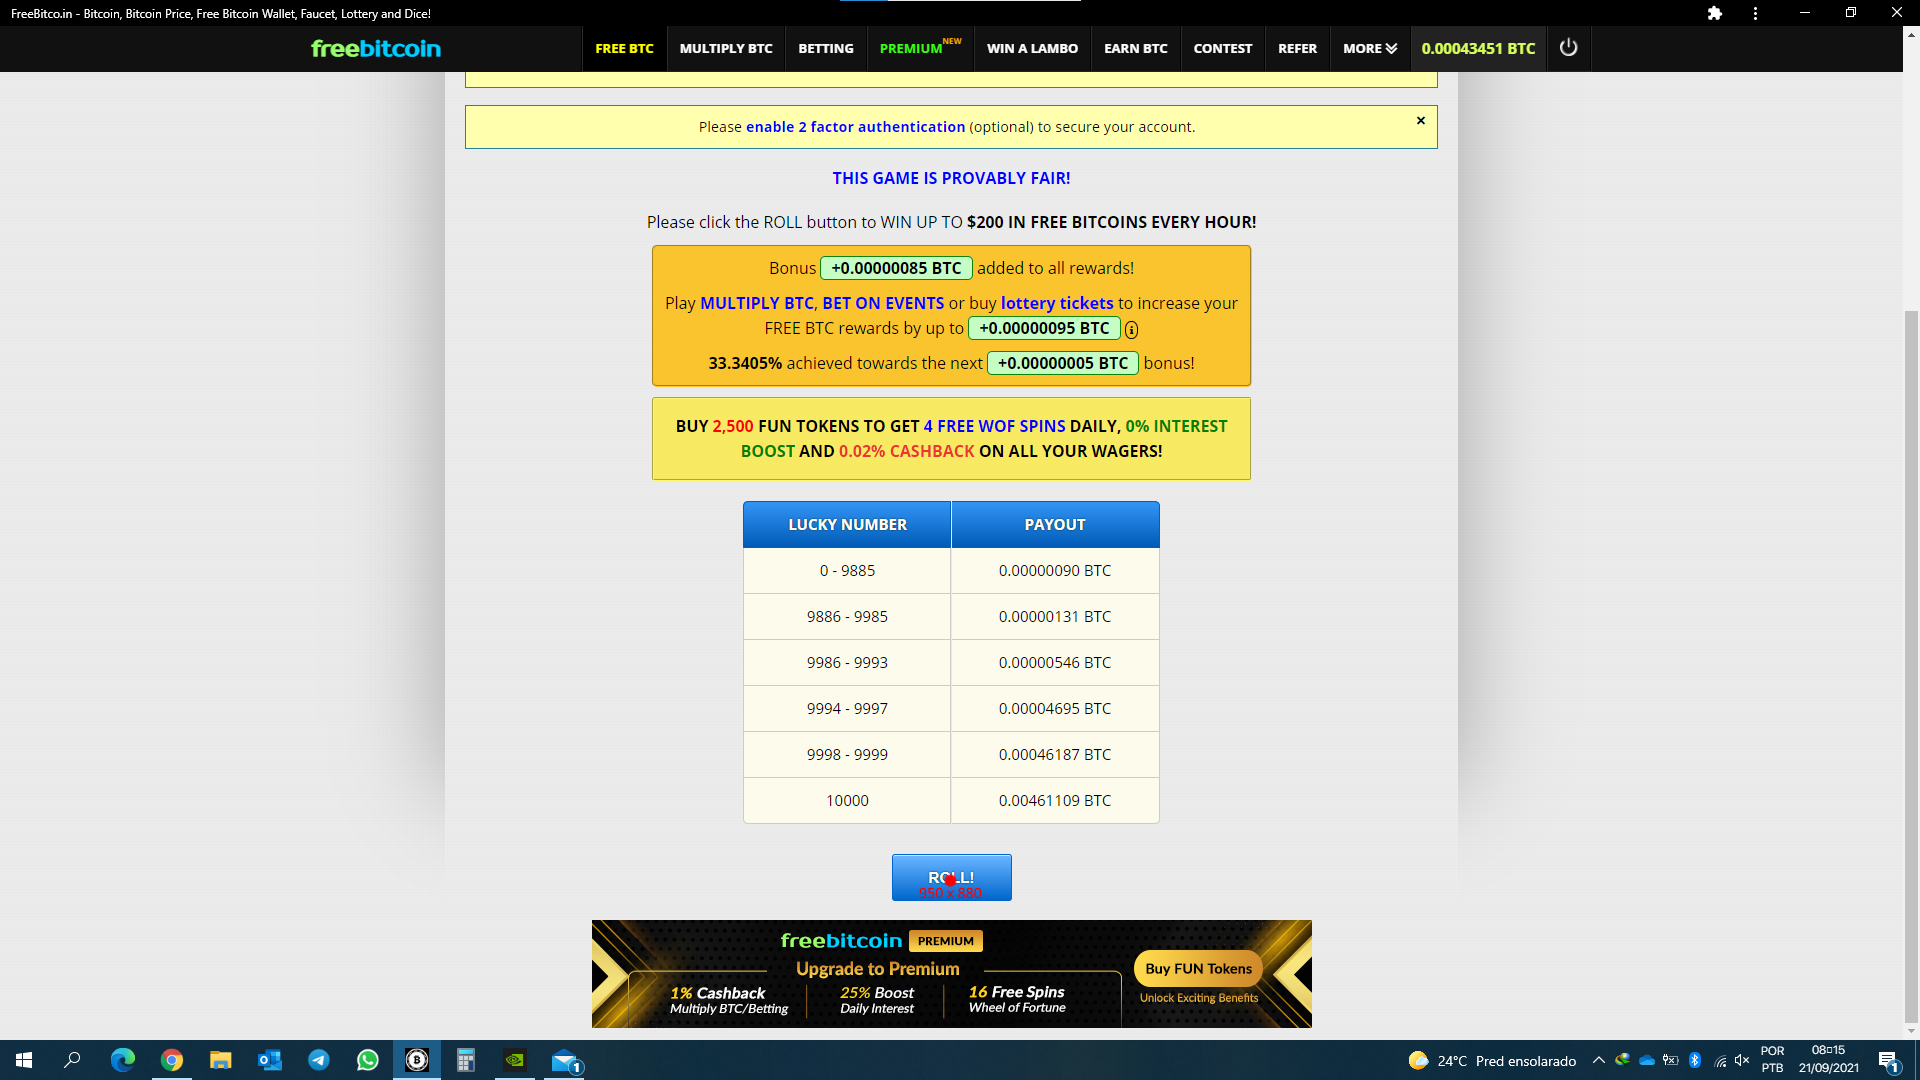 FreeBitco.in - Bitcoin, Bitcoin Price, Free Bitcoin Wallet, Faucet, Lottery and Dice!
freebitcoin
FREE BTC
MULTIPLY BTC
BETTING
PREMIUM NEW
WIN A LAMBO
EARN BTC
CONTEST
REFER
MORE
0.00043451 BTC
Please enable 2 factor authentication (optional) to secure your account.
×
THIS GAME IS PROVABLY FAIR!
Please click the ROLL button to WIN UP TO $200 IN FREE BITCOINS EVERY HOUR!
Bonus +0.00000085 BTC added to all rewards!
Play MULTIPLY BTC, BET ON EVENTS or buy lottery tickets to increase your
FREE BTC rewards by up to +0.00000095 BTC
33.3405% achieved towards the next +0.00000005 BTC bonus!
BUY 2,500 FUN TOKENS TO GET 4 FREE WOF SPINS DAILY, 0% INTEREST
BOOST AND 0.02% CASHBACK ON ALL YOUR WAGERS!
LUCKY NUMBER PAYOUT
0 - 9885 0.00000090 BTC
9886 - 9985 0.00000131 BTC
9986 - 9993 0.00000546 BTC
9994 - 9997 0.00004695 BTC
9998 - 9999 0.00046187 BTC
10000 0.00461109 BTC
ROLL!
950 x 880
freebitcoin PREMIUM
Upgrade to Premium
1% Cashback
Multiply BTC/Betting
25% Boost
Daily Interest
16 Free Spins
Wheel of Fortune
Buy FUN Tokens
Unlock Exciting Benefits
1
24°C Pred ensolarado
POR
PTB
08:15
21/09/2021
1